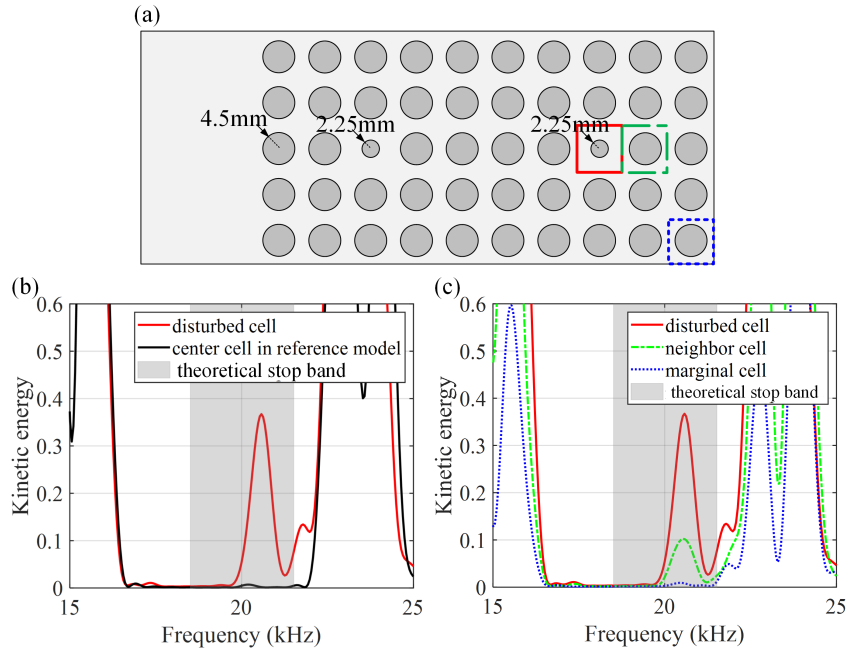 (a)
4.5mm
2.25mm
2.25mm
(b)
0.6
0.5
0.4
0.3
0.2
0.1
0
Kinetic energy
disturbed cell
center cell in reference model
theoretical stop band
15
20
25
Frequency (kHz)
(c)
0.6
0.5
0.4
0.3
0.2
0.1
0
Kinetic energy
disturbed cell
neighbor cell
marginal cell
theoretical stop band
15
20
25
Frequency (kHz)